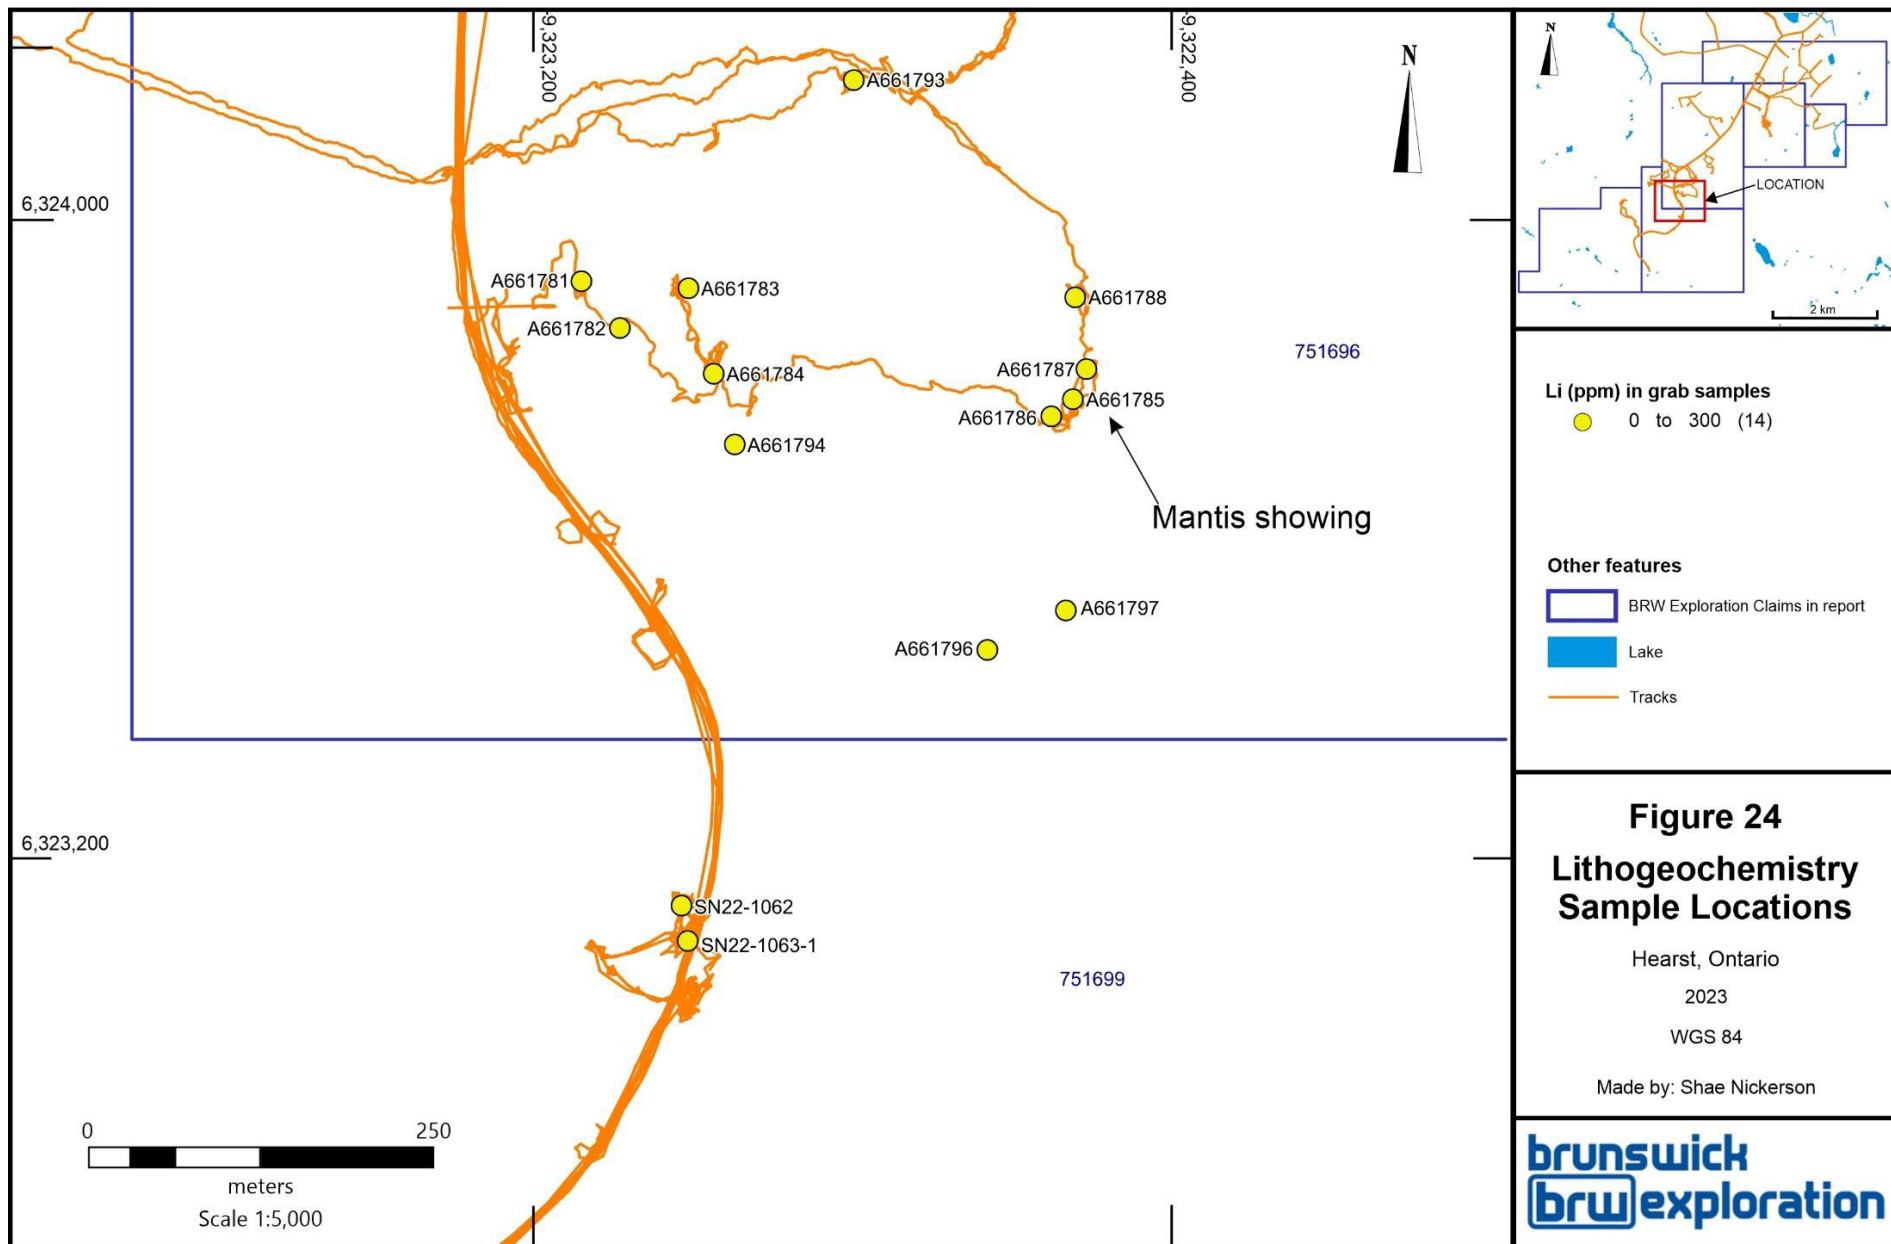 -9,323,200
-9,322,400
N
A661793
6,324,000
A661781
A661783
A661788
A661782
751696
A661784
A661787
A661785
A661786
A661794
Mantis showing
A661797
A661796
6,323,200
SN22-1062
SN22-1063-1
751699
0 250
meters
Scale 1:5,000
N
LOCATION
2 km
Li (ppm) in grab samples
0 to 300 (14)
Other features
BRW Exploration Claims in report
Lake
Tracks
Figure 24
Lithogeochemistry
Sample Locations
Hearst, Ontario
2023
WGS 84
Made by: Shae Nickerson
brunswick
brw exploration